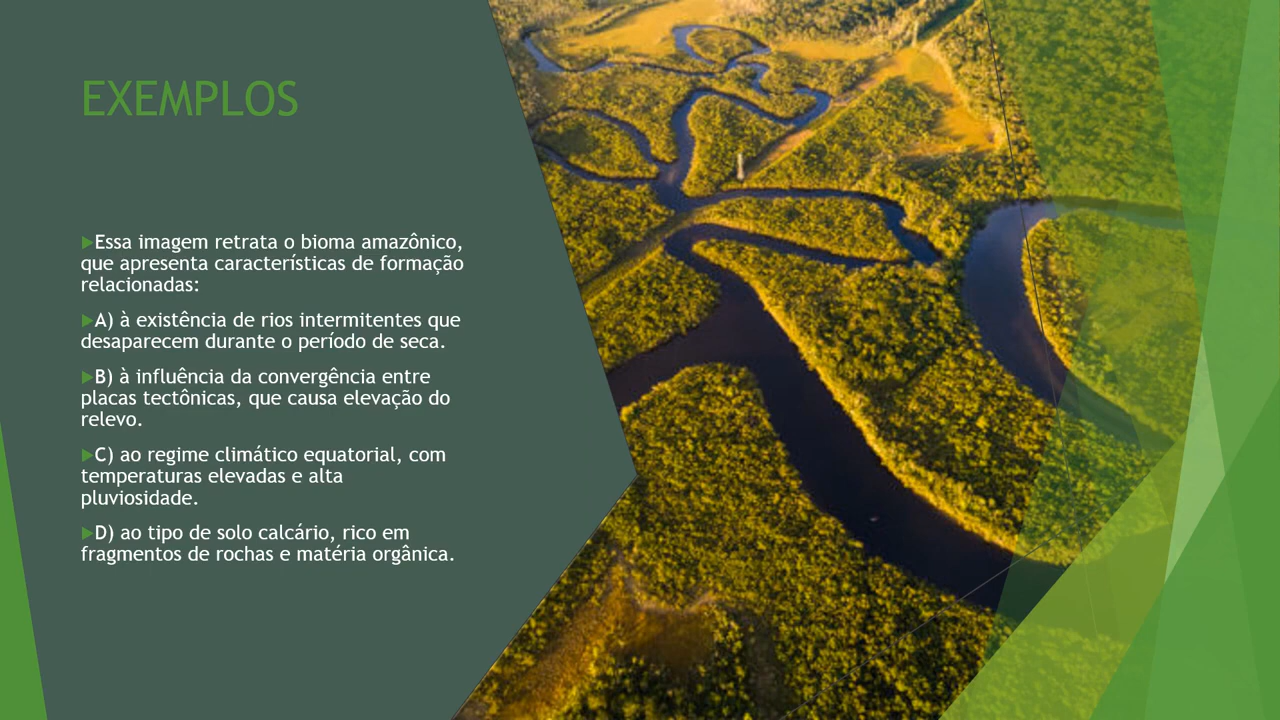 EXEMPLOS
Essa imagem retrata o bioma amazônico,
que apresenta características de formação
relacionadas:
A) à existência de rios intermitentes que
desaparecem durante o período de seca.
B) à influência da convergência entre
placas tectônicas, que causa elevação do
relevo.
C) ao regime climático equatorial, com
temperaturas elevadas e alta
pluviosidade.
D) ao tipo de solo calcário, rico em
fragmentos de rochas e matéria orgânica.